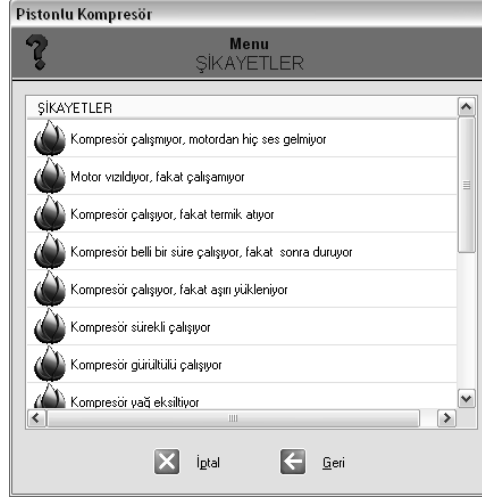 Pistonlu Kompresör
Menu
ŞİKAYETLER
ŞİKAYETLER
Kompresör çalışmıyor, motordan hiç ses gelmiyor
Motor vızıldıyor, fakat çalışamıyor
Kompresör çalışıyor, fakat termik atıyor
Kompresör belli bir süre çalışıyor, fakat sonra duruyor
Kompresör çalışıyor, fakat aşırı yükleniyor
Kompresör sürekli çalışıyor
Kompresör gürültülü çalışıyor
Kompresör yağ eksiltiyor
İptal Geri